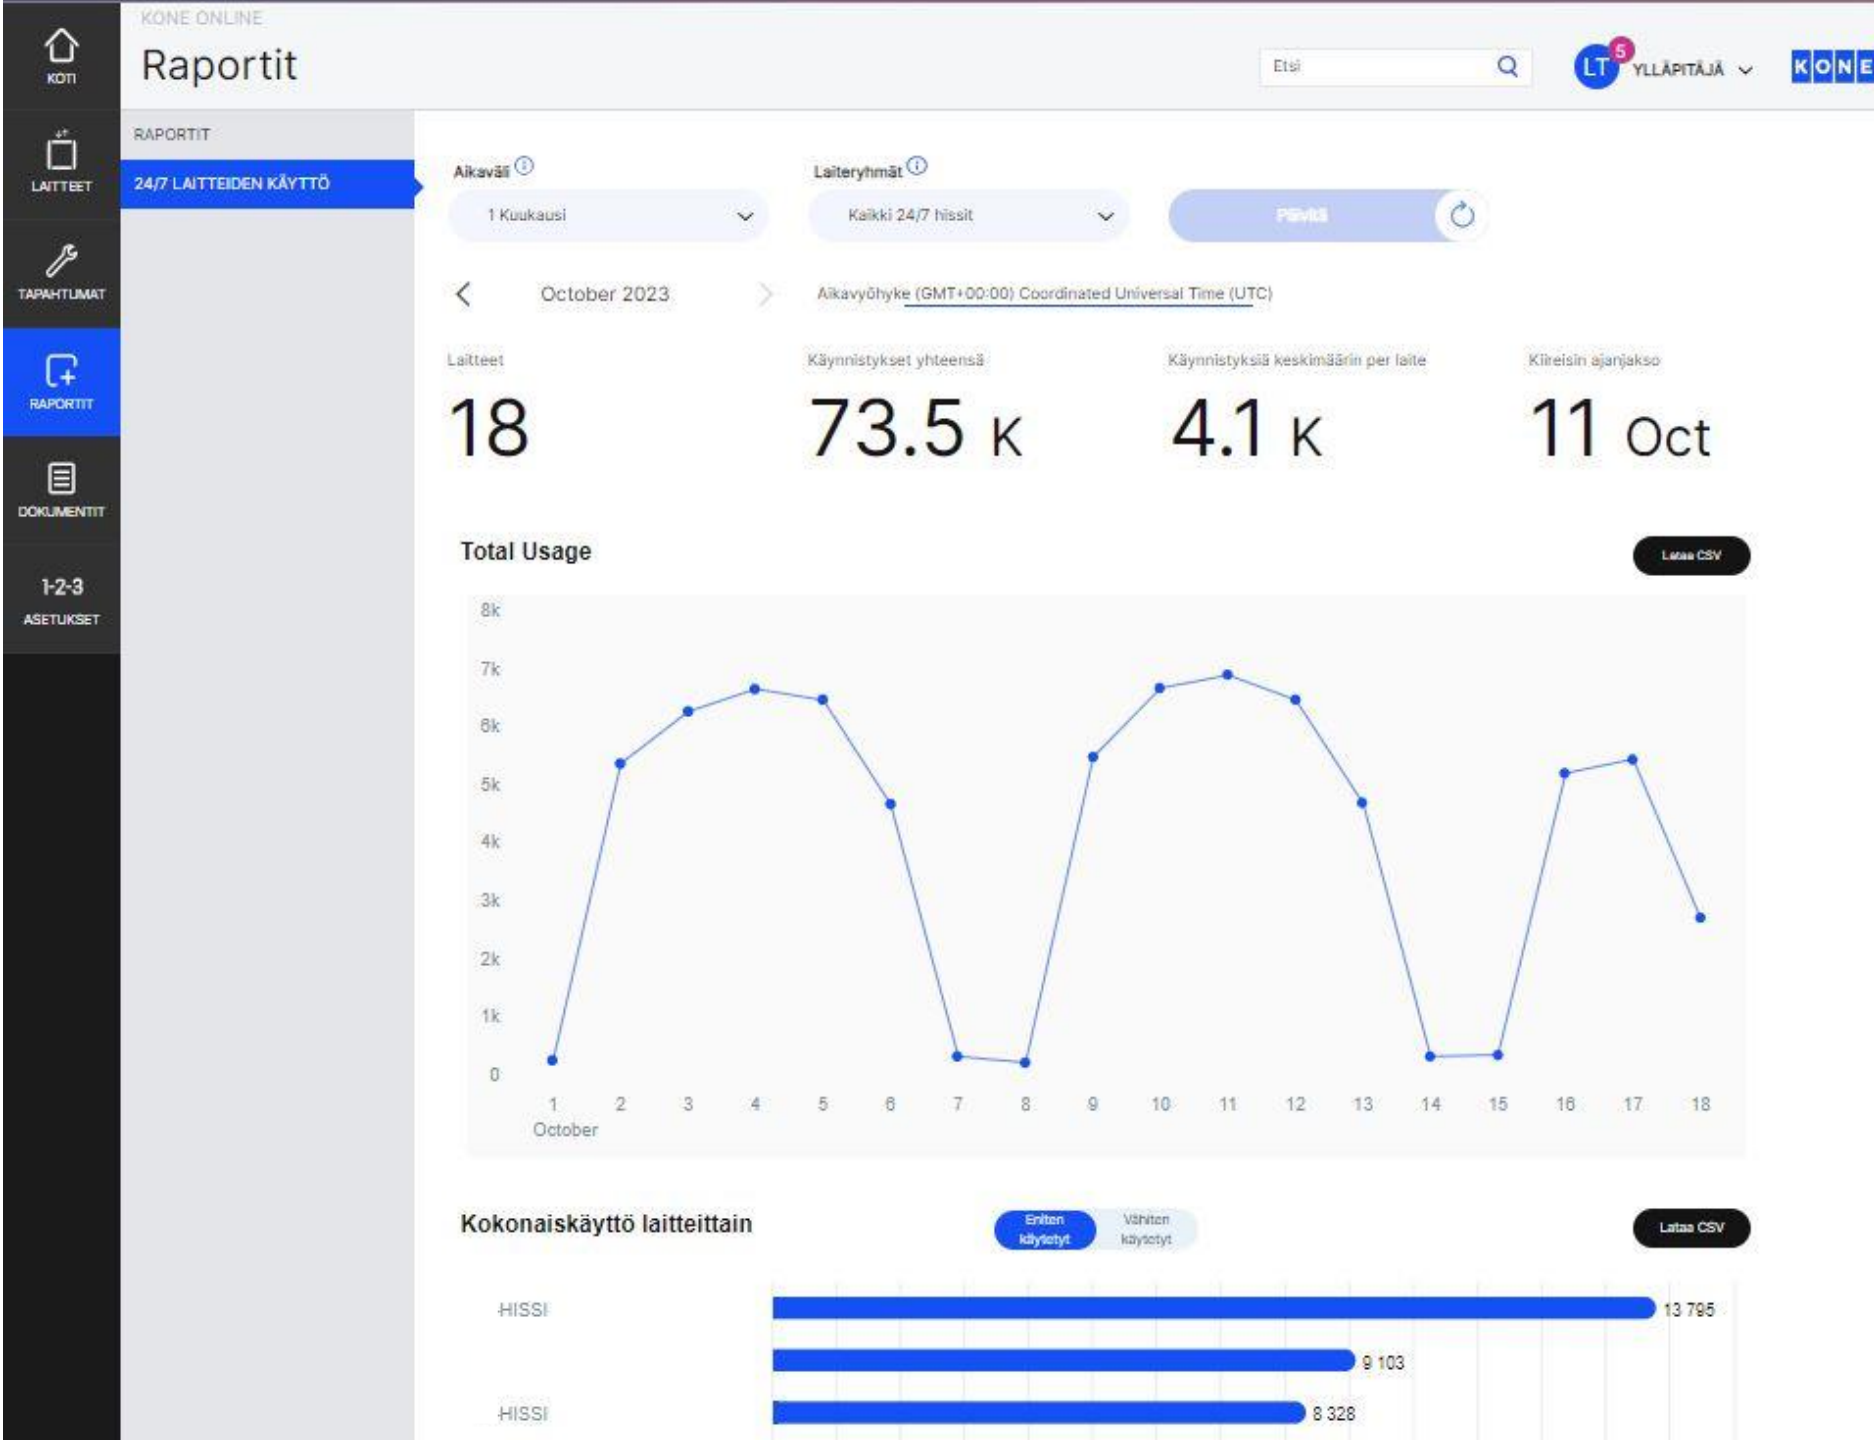 KONE ONLINE
Raportit
Etsi
LT
5
YLLÄPITÄJÄ
KONE
KOTI
LAITTEET
TAPAHTUMAT
RAPORTIT
DOKUMENTIT
1-2-3
ASETUKSET
RAPORTIT
24/7 LAITTEIDEN KÄYTTÖ
Aikaväli
Laiteryhmät
1 Kuukausi
Kaikki 24/7 hissit
Päivitä
October 2023
Aikavyöhyke (GMT+00:00) Coordinated Universal Time (UTC)
Laitteet
Käynnistykset yhteensä
Käynnistyksiä keskimäärin per laite
Kiireisin ajanjakso
18
73.5 K
4.1 K
11 Oct
Total Usage
Lataa CSV
8k
7k
6k
5k
4k
3k
2k
1k
0
1 2 3 4 5 6 7 8 9 10 11 12 13 14 15 16 17 18
October
Kokonaiskäyttö laitteittain
Eniten
käytetyt
Vähiten
käytetyt
Lataa CSV
-HISSI
13 795
9 103
-HISSI
8 328